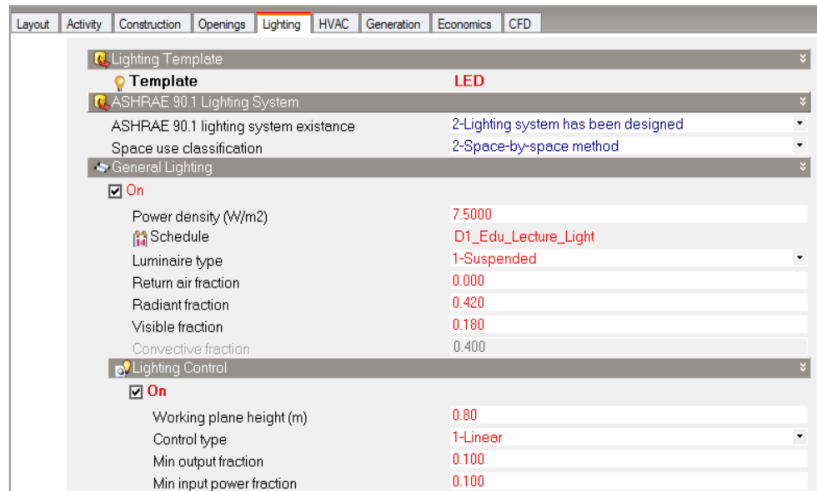 Layout Activity Construction Openings Lighting HVAC Generation Economics CFD
Lighting Template
Template LED
ASHRAE 90.1 Lighting System
ASHRAE 90.1 lighting system existance 2-Lighting system has been designed
Space use classification 2-Space-by-space method
General Lighting
On
Power density (W/m2) 7.5000
14 Schedule D1_Edu_Lecture_Light
Luminaire type 1-Suspended
Return air fraction 0.000
Radiant fraction 0.420
Visible fraction 0.180
Convective fraction 0.400
Lighting Control
On
Working plane height (m) 0.80
Control type 1-Linear
Min output fraction 0.100
Min input power fraction 0.100